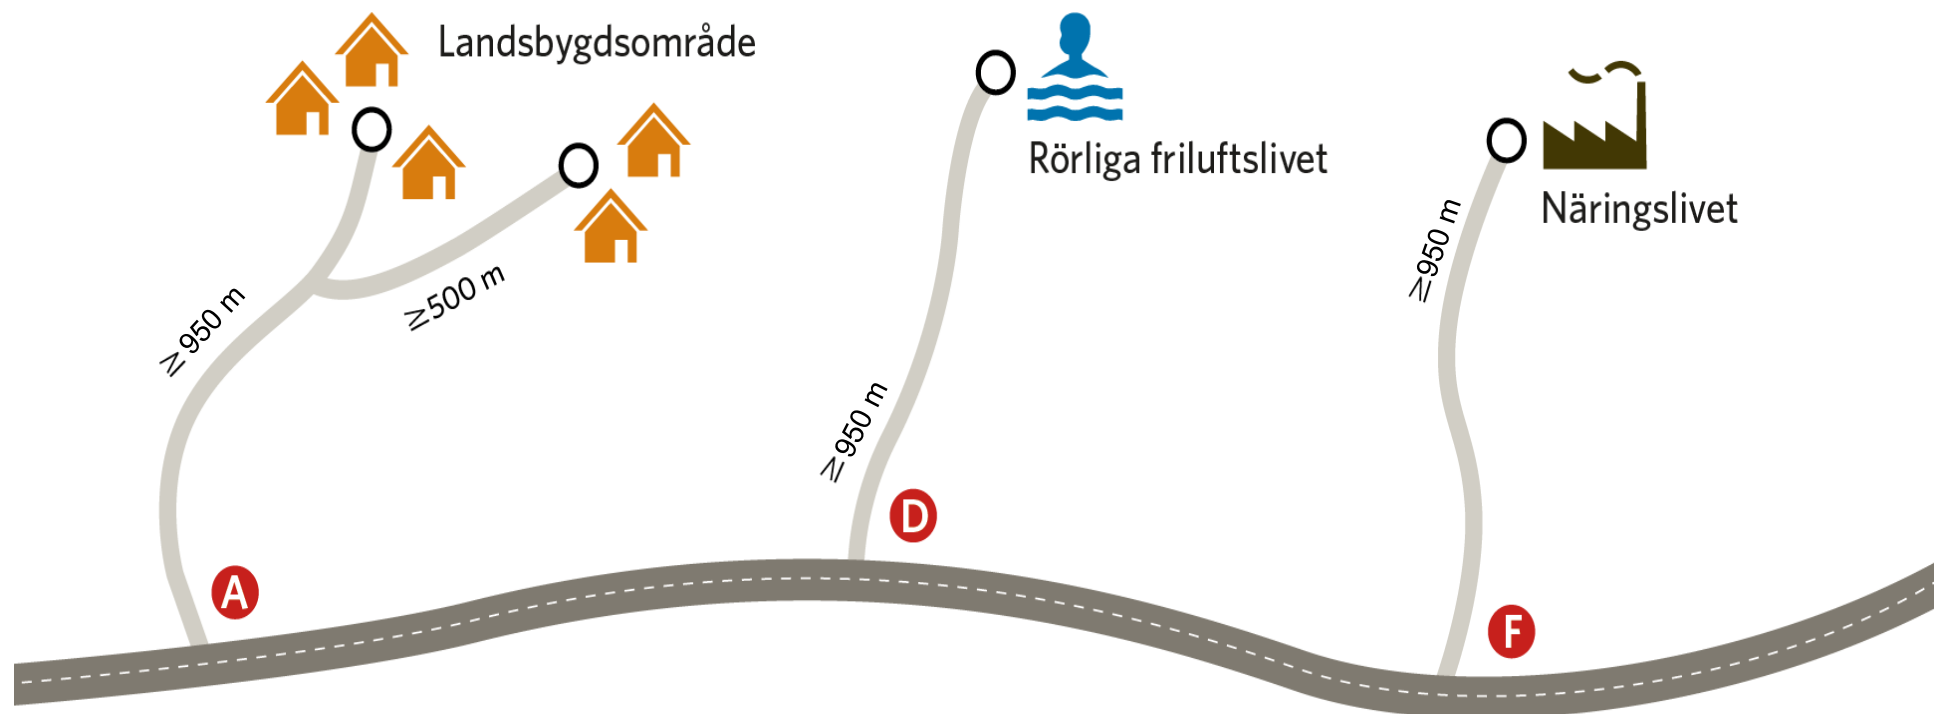 Landsbygdsområde
Rörliga friluftslivet
Näringslivet
≥950 m
≥ 950 m
≥500 m
≥950 m
D
A
F